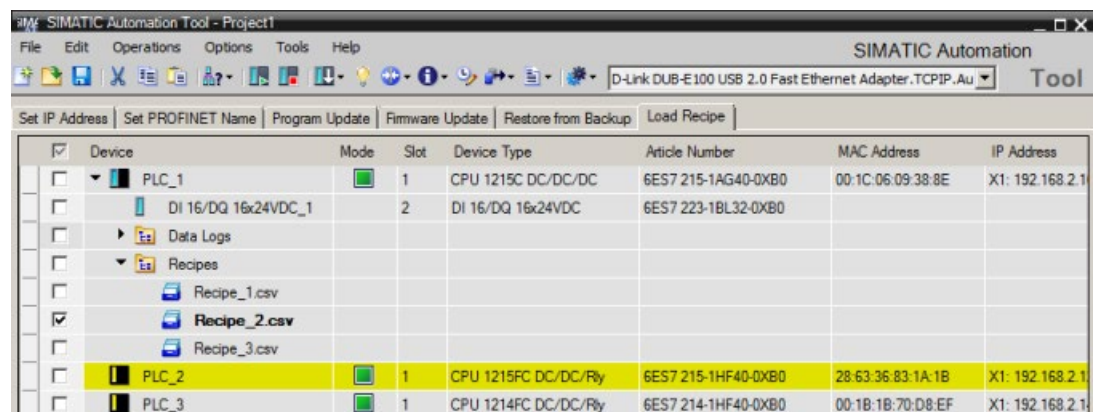 SIMATIC Automation Tool - Project1
File Edit Operations Options Tools Help
SIMATIC Automation
D-Link DUB-E100 USB 2.0 Fast Ethernet Adapter.TCPIP.Au Tool
Set IP Address Set PROFINET Name Program Update Firmware Update Restore from Backup Load Recipe
Device Mode Slot Device Type Article Number MAC Address IP Address
PLC_1 1 CPU 1215C DC/DC/DC 6ES7 215-1AG40-0XB0 00:1C:06:09:38:8E X1: 192.168.2.1
DI 16/DQ 16x24VDC_1 2 DI 16/DQ 16x24VDC 6ES7 223-1BL32-0XB0
Data Logs
Recipes
Recipe_1.csv
Recipe_2.csv
Recipe_3.csv
PLC_2 1 CPU 1215FC DC/DC/Rly 6ES7 215-1HF40-0XB0 28:63:36:83:1A:1B X1: 192.168.2.1
PLC_3 1 CPU 1214FC DC/DC/Rly 6ES7 214-1HF40-0XB0 00:1B:1B:70:D8:EF X1: 192.168.2.1